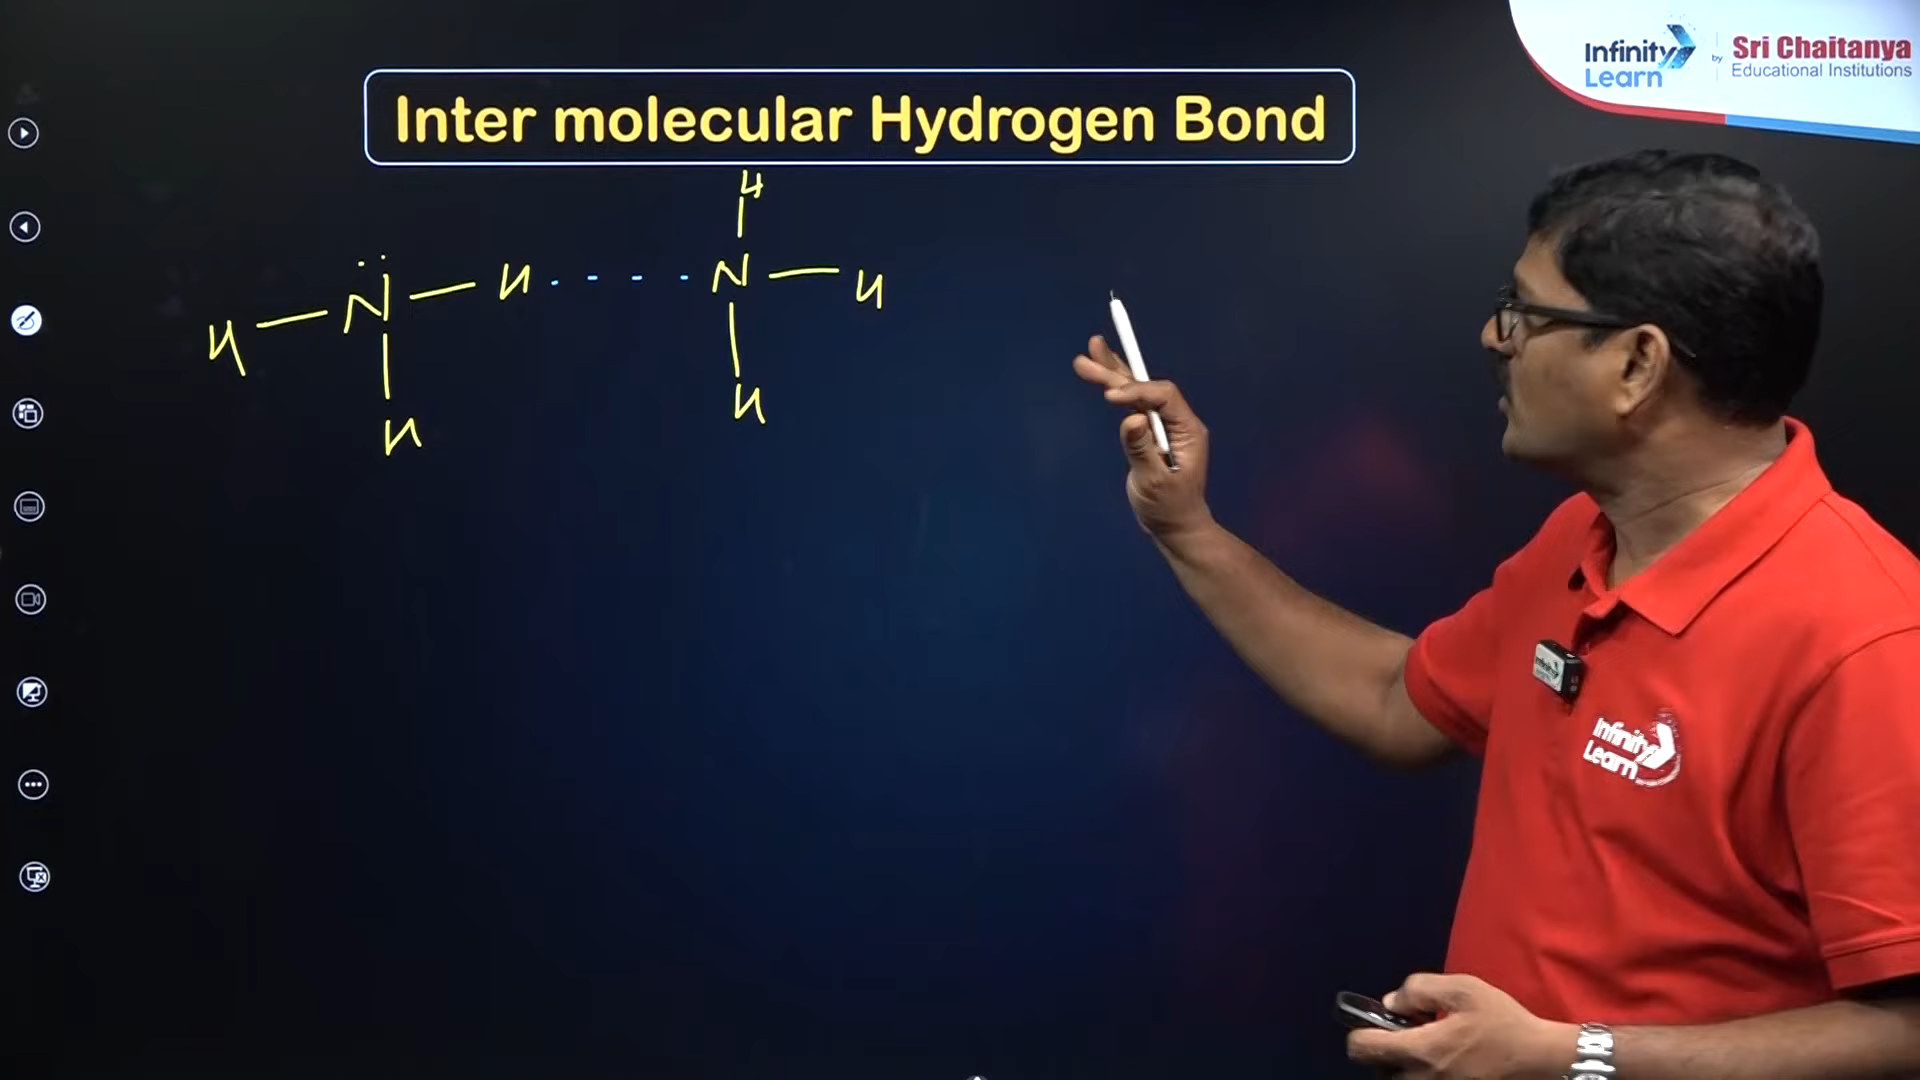 Infinity Learn
by
Sri Chaitanya
Educational Institutions
Inter molecular Hydrogen Bond
H
N H N H
H
H
H
Infinity
Learn